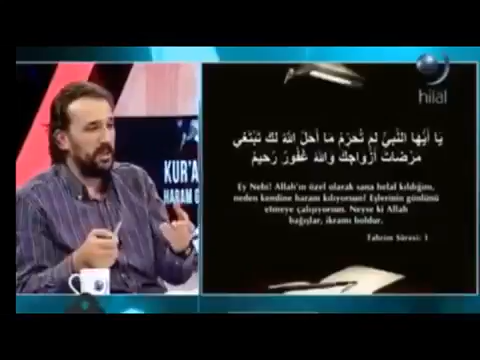 hilal
KUR'A
HARAM
يَا أَيُّهَا النَّبِيُّ لِمَ تُحَرِّمُ مَا أَحَلَّ اللَّهُ لَكَ تَبْتَغِي
مَرْضَاتَ أَزْوَاجِكَ وَاللَّهُ غَفُورٌ رَحِيمٌ
Ey Nebi! Allah'ın özel olarak sana helal kıldığını,
neden kendine haram kılıyorsun? Eşlerinin gönlünü
etmeye çalışıyorsun. Neyse ki Allah
bağışlar, ikramı boldur.
Tahrim Sûresi: 1